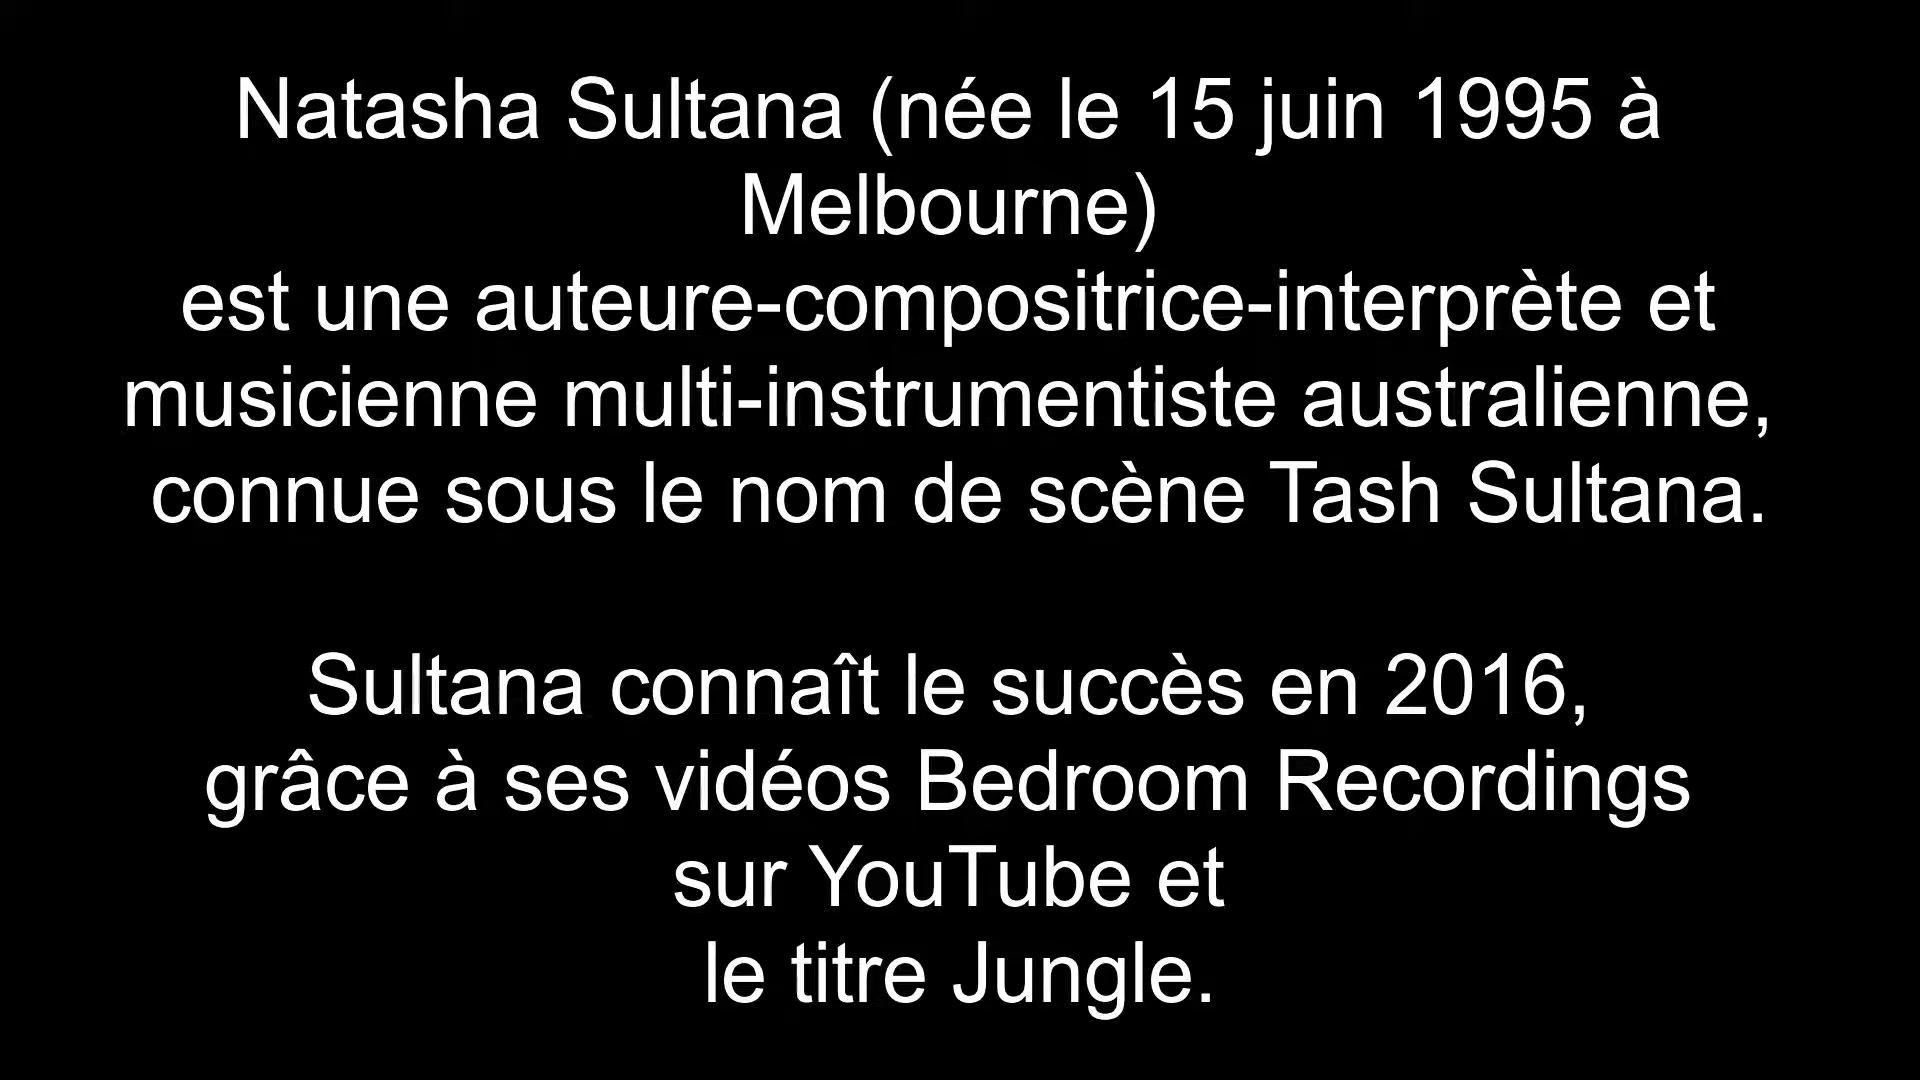 Natasha Sultana (née le 15 juin 1995 à
Melbourne)
est une auteure-compositrice-interprète et
musicienne multi-instrumentiste australienne,
connue sous le nom de scène Tash Sultana.
Sultana connaît le succès en 2016,
grâce à ses vidéos Bedroom Recordings
sur YouTube et
le titre Jungle.